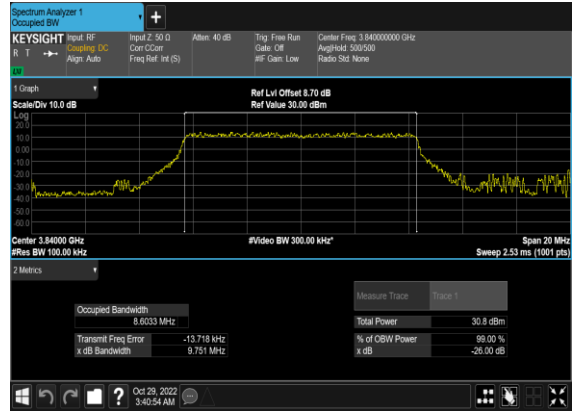 Spectrum Analyzer 1
Occupied BW
KEYSIGHT
R T
Input: RF
Coupling: DC
Align: Auto
Input Z: 50 Ω
Corr CCorr
Freq Ref: Int (S)
Atten: 40 dB
Trig: Free Run
Gate: Off
#IF Gain: Low
Center Freq: 3.840000000 GHz
Avg|Hold: 500/500
Radio Std: None
1 Graph
Scale/Div 10.0 dB
Ref Lvl Offset 8.70 dB
Ref Value 30.00 dBm
Log
20.0
10.0
0.00
-10.0
-20.0
-30.0
-40.0
-50.0
-60.0
Center 3.84000 GHz
#Res BW 100.00 kHz
#Video BW 300.00 kHz*
Span 20 MHz
Sweep 2.53 ms (1001 pts)
2 Metrics
Measure Trace
Trace 1
Occupied Bandwidth
8.6033 MHz
Total Power
30.8 dBm
Transmit Freq Error
-13.718 kHz
% of OBW Power
99.00 %
x dB Bandwidth
9.751 MHz
x dB
-26.00 dB
?
Oct 29, 2022
3:40:54 AM